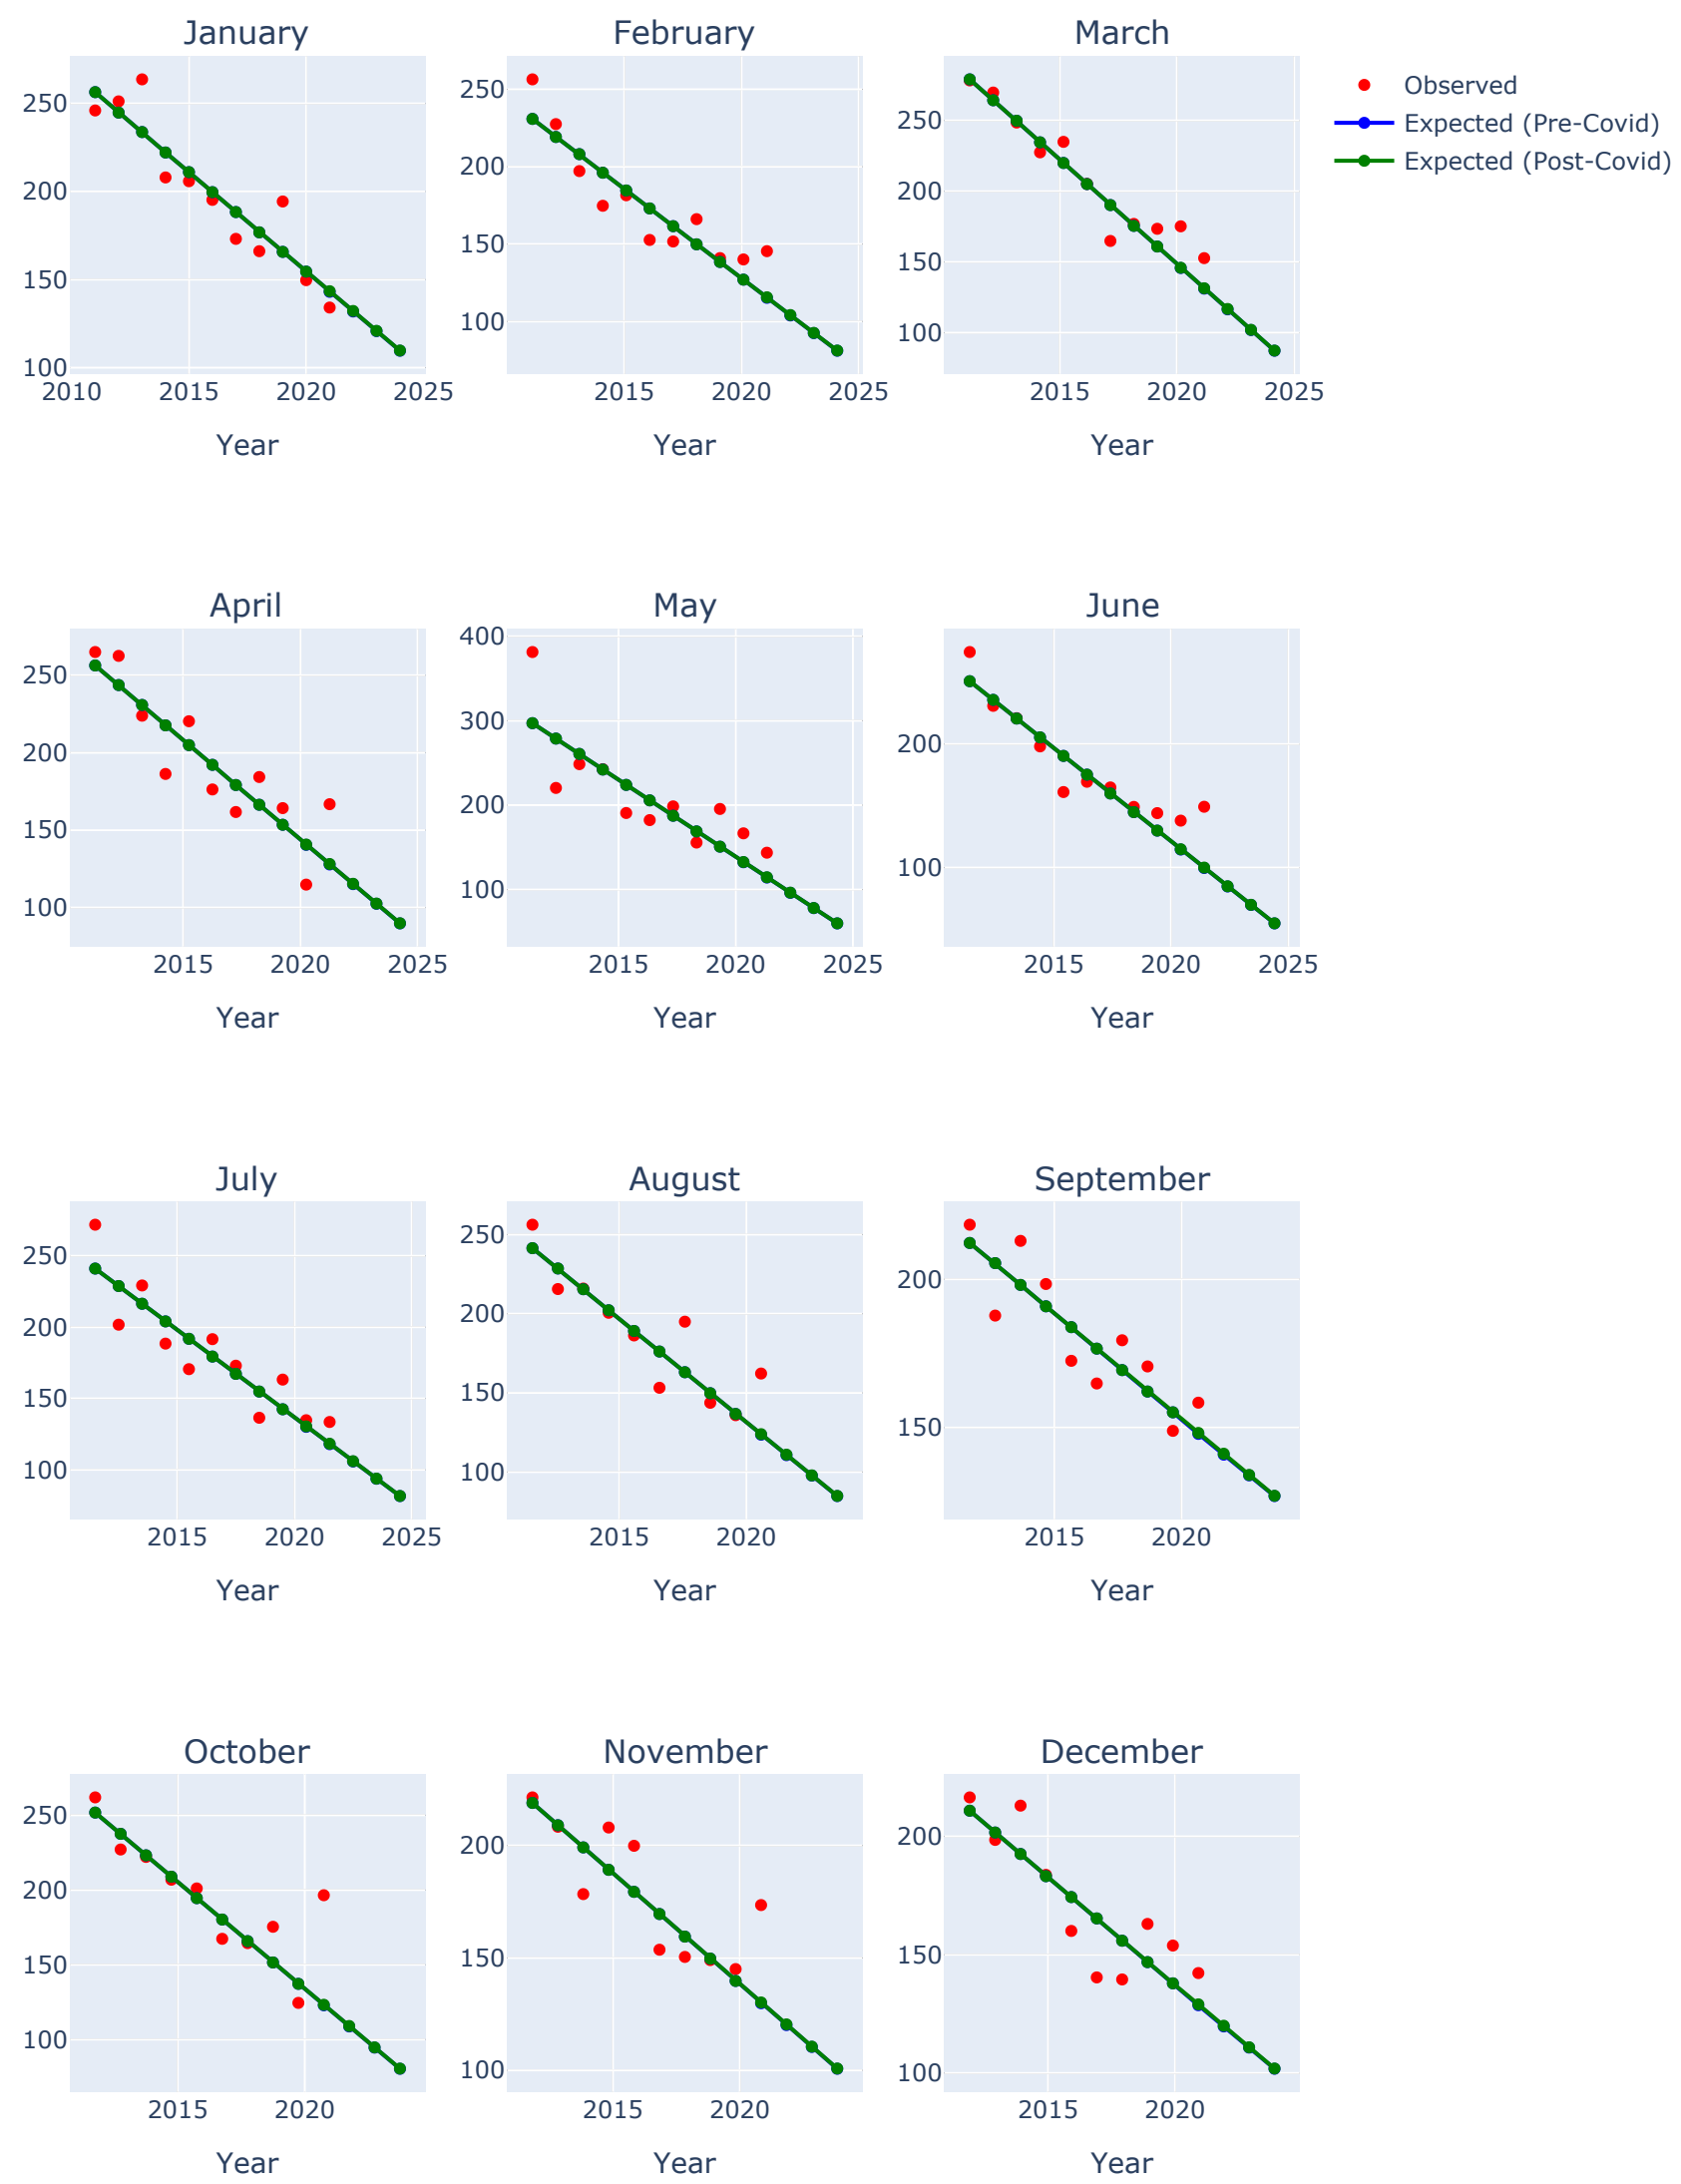 January
February
March
250
200
150
100
2010
2015
2020
2025
Year
250
200
150
100
2015
2020
2025
Year
250
200
150
100
2015
2020
2025
Year
Observed
Expected (Pre-Covid)
Expected (Post-Covid)
April
May
June
250
200
150
100
2015
2020
2025
Year
400
300
200
100
2015
2020
2025
Year
200
100
2015
2020
2025
Year
July
August
September
250
200
150
100
2015
2020
2025
Year
250
200
150
100
2015
2020
Year
200
150
2015
2020
Year
October
November
December
250
200
150
100
2015
2020
Year
200
150
100
2015
2020
Year
200
150
100
2015
2020
Year